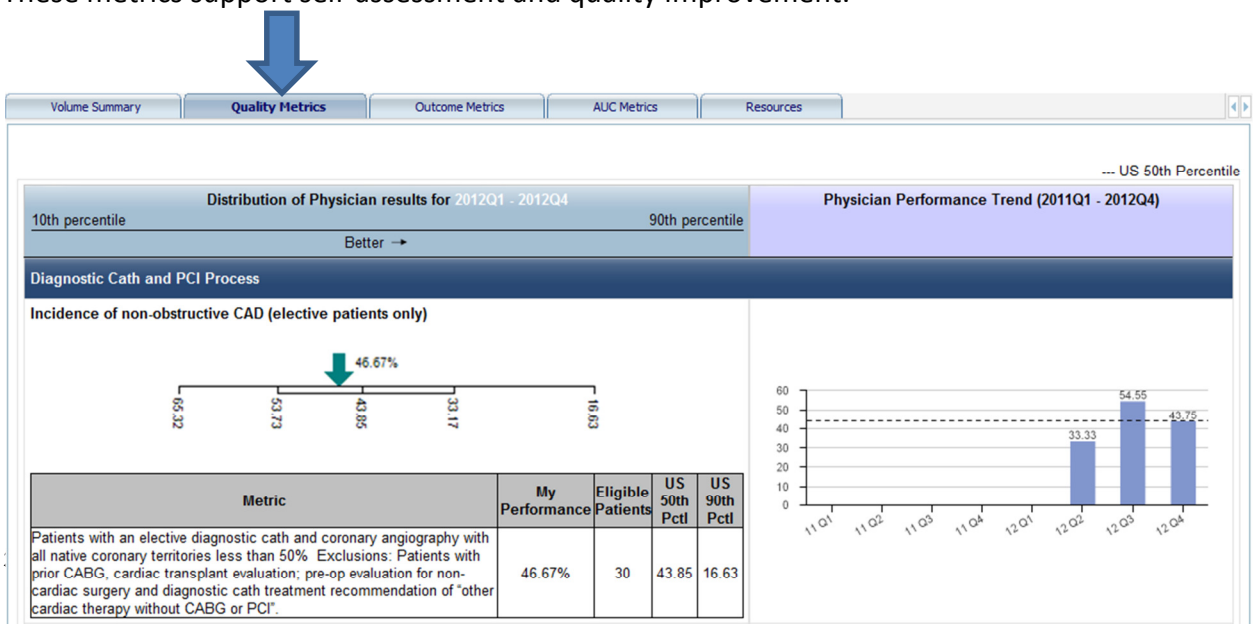 These metrics support self-assessment and quality improvement.
Volume Summary Quality Metrics Outcome Metrics AUC Metrics Resources
--- US 50th Percentile
Distribution of Physician results for 2012Q1 - 2012Q4
10th percentile 90th percentile
Better →
Physician Performance Trend (2011Q1 - 2012Q4)
Diagnostic Cath and PCI Process
Incidence of non-obstructive CAD (elective patients only)
46.67%
65.32 53.73 43.85 33.17 16.63
60
50
40
30
20
10
0
33.33 54.55 43.75
11 Q1 11 Q2 11 Q3 11 Q4 12 Q1 12 Q2 12 Q3 12 Q4
Metric
My Performance
Eligible Patients
US 50th Pctl
US 90th Pctl
Patients with an elective diagnostic cath and coronary angiography with
all native coronary territories less than 50% Exclusions: Patients with
prior CABG, cardiac transplant evaluation; pre-op evaluation for non-
cardiac surgery and diagnostic cath treatment recommendation of "other
cardiac therapy without CABG or PCI".
46.67% 30 43.85 16.63